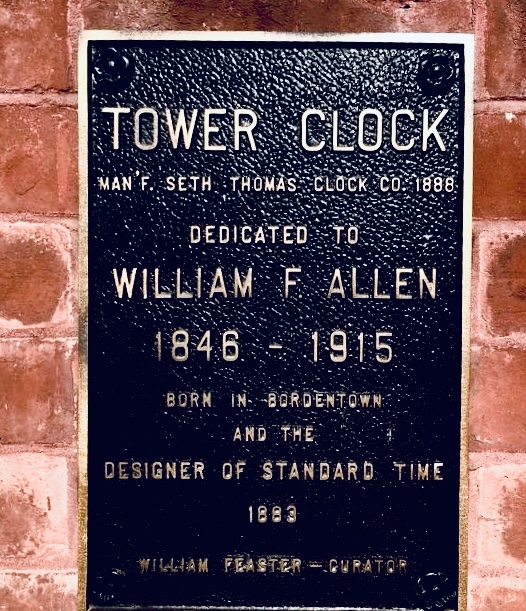 TOWER CLOCK
MAN'F. SETH THOMAS CLOCK CO 1888
DEDICATED TO
WILLIAM F ALLEN
1846 - 1915
BORN IN BORDENTOWN
AND THE
DESIGNER OF STANDARD TIME
1883
WILLIAM FEASTER - CURATOR